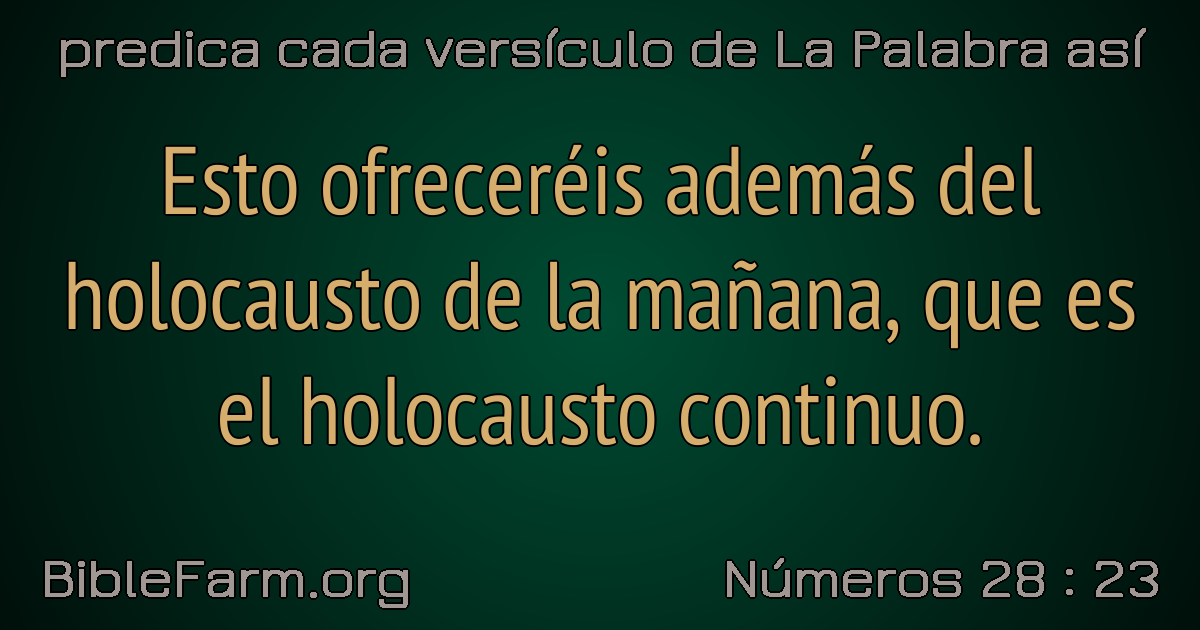 predica cada versículo de La Palabra así
Esto ofreceréis además del
holocausto de la mañana, que es
el holocausto continuo.
BibleFarm.org
Números 28 : 23